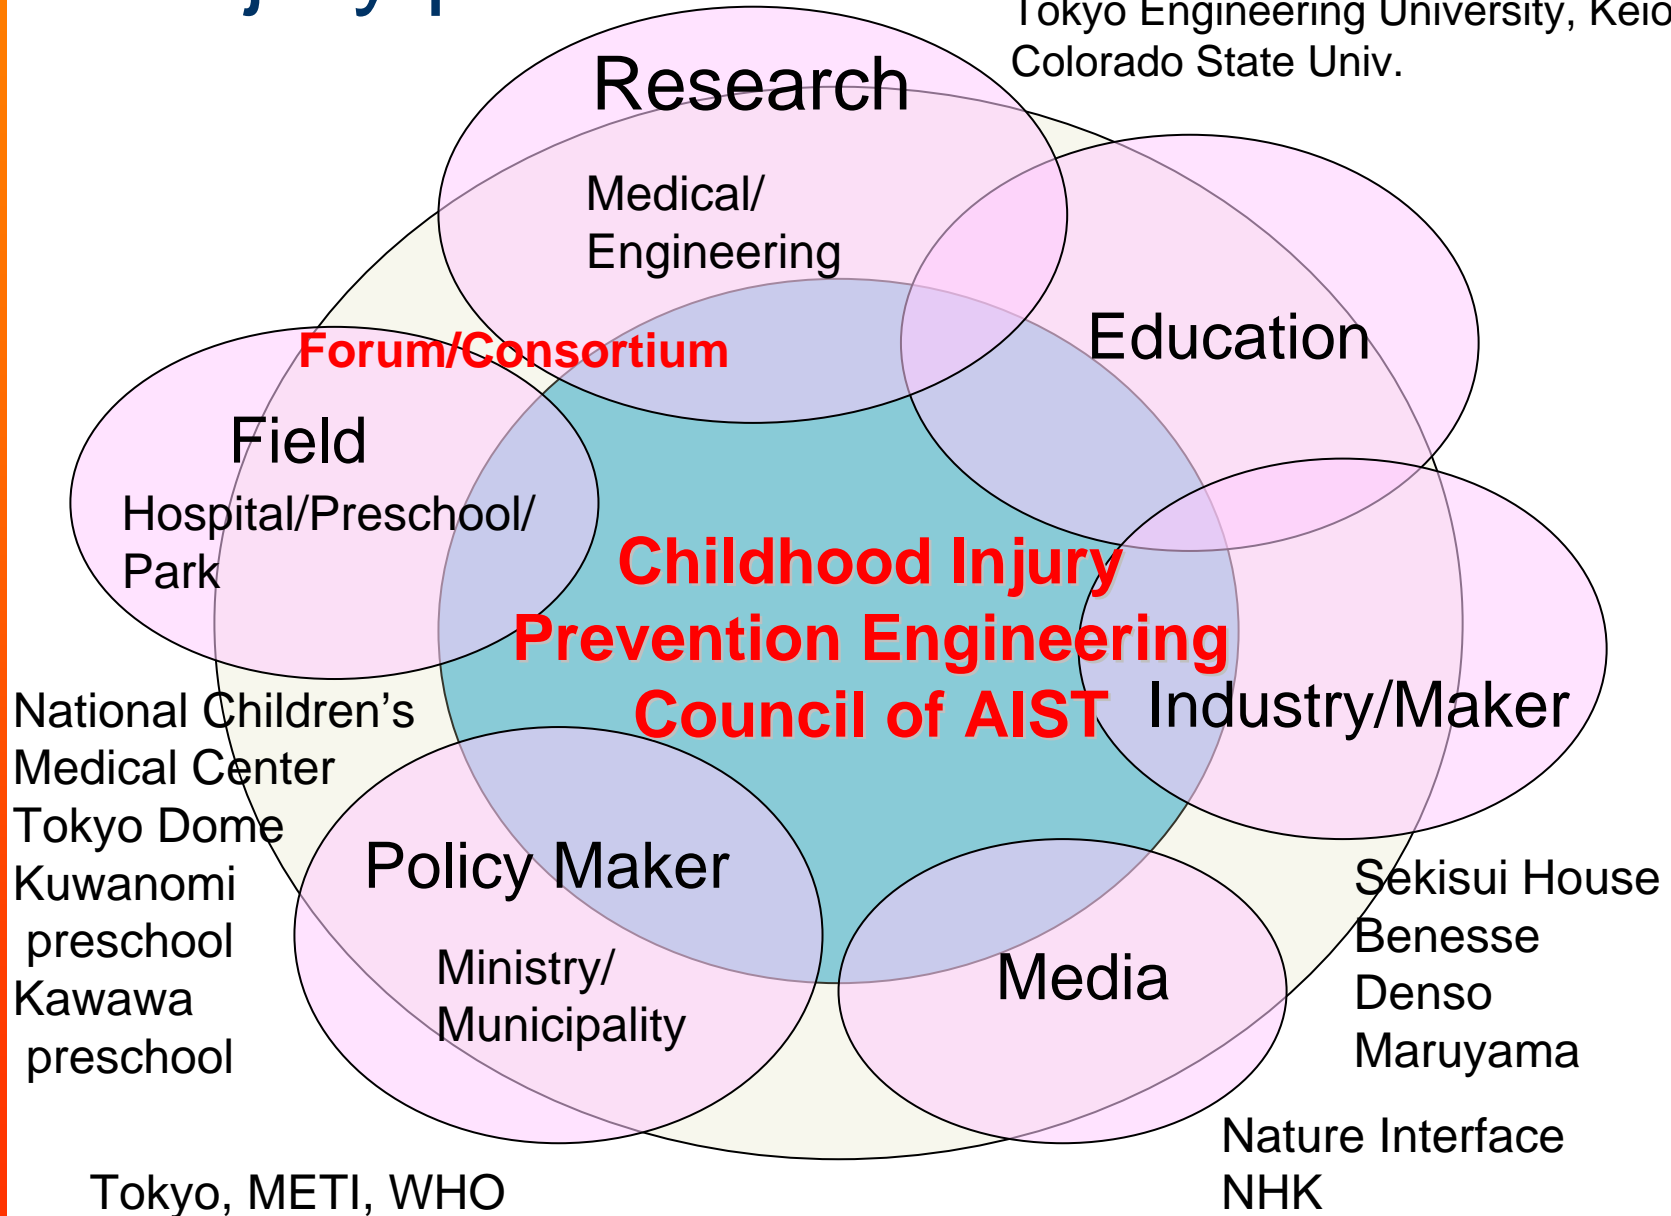 Tokyo Engineering University, Keio
Colorado State Univ.
Research
Medical/
Engineering
Education
Forum/Consortium
Field
Hospital/Preschool/
Park
Childhood Injury
Prevention Engineering
Council of AIST
Industry/Maker
National Children's
Medical Center
Tokyo Dome
Kuwanomi
preschool
Kawawa
preschool
Policy Maker
Ministry/
Municipality
Media
Sekisui House
Benesse
Denso
Maruyama
Nature Interface
NHK
Tokyo, METI, WHO